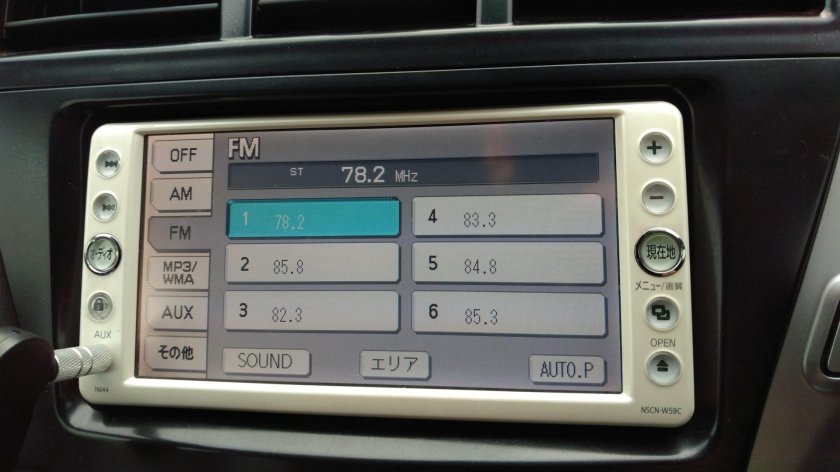 OFF
AM
FM
MP3/
WMA
AUX
その他
FM
ST 78.2 MHz
1 78.2
2 85.8
3 82.3
4 83.3
5 84.8
6 85.3
SOUND
エリア
AUTO.P
オーディオ
AUX
76044
現在地
メニュー/画質
OPEN
NSCN-W59C